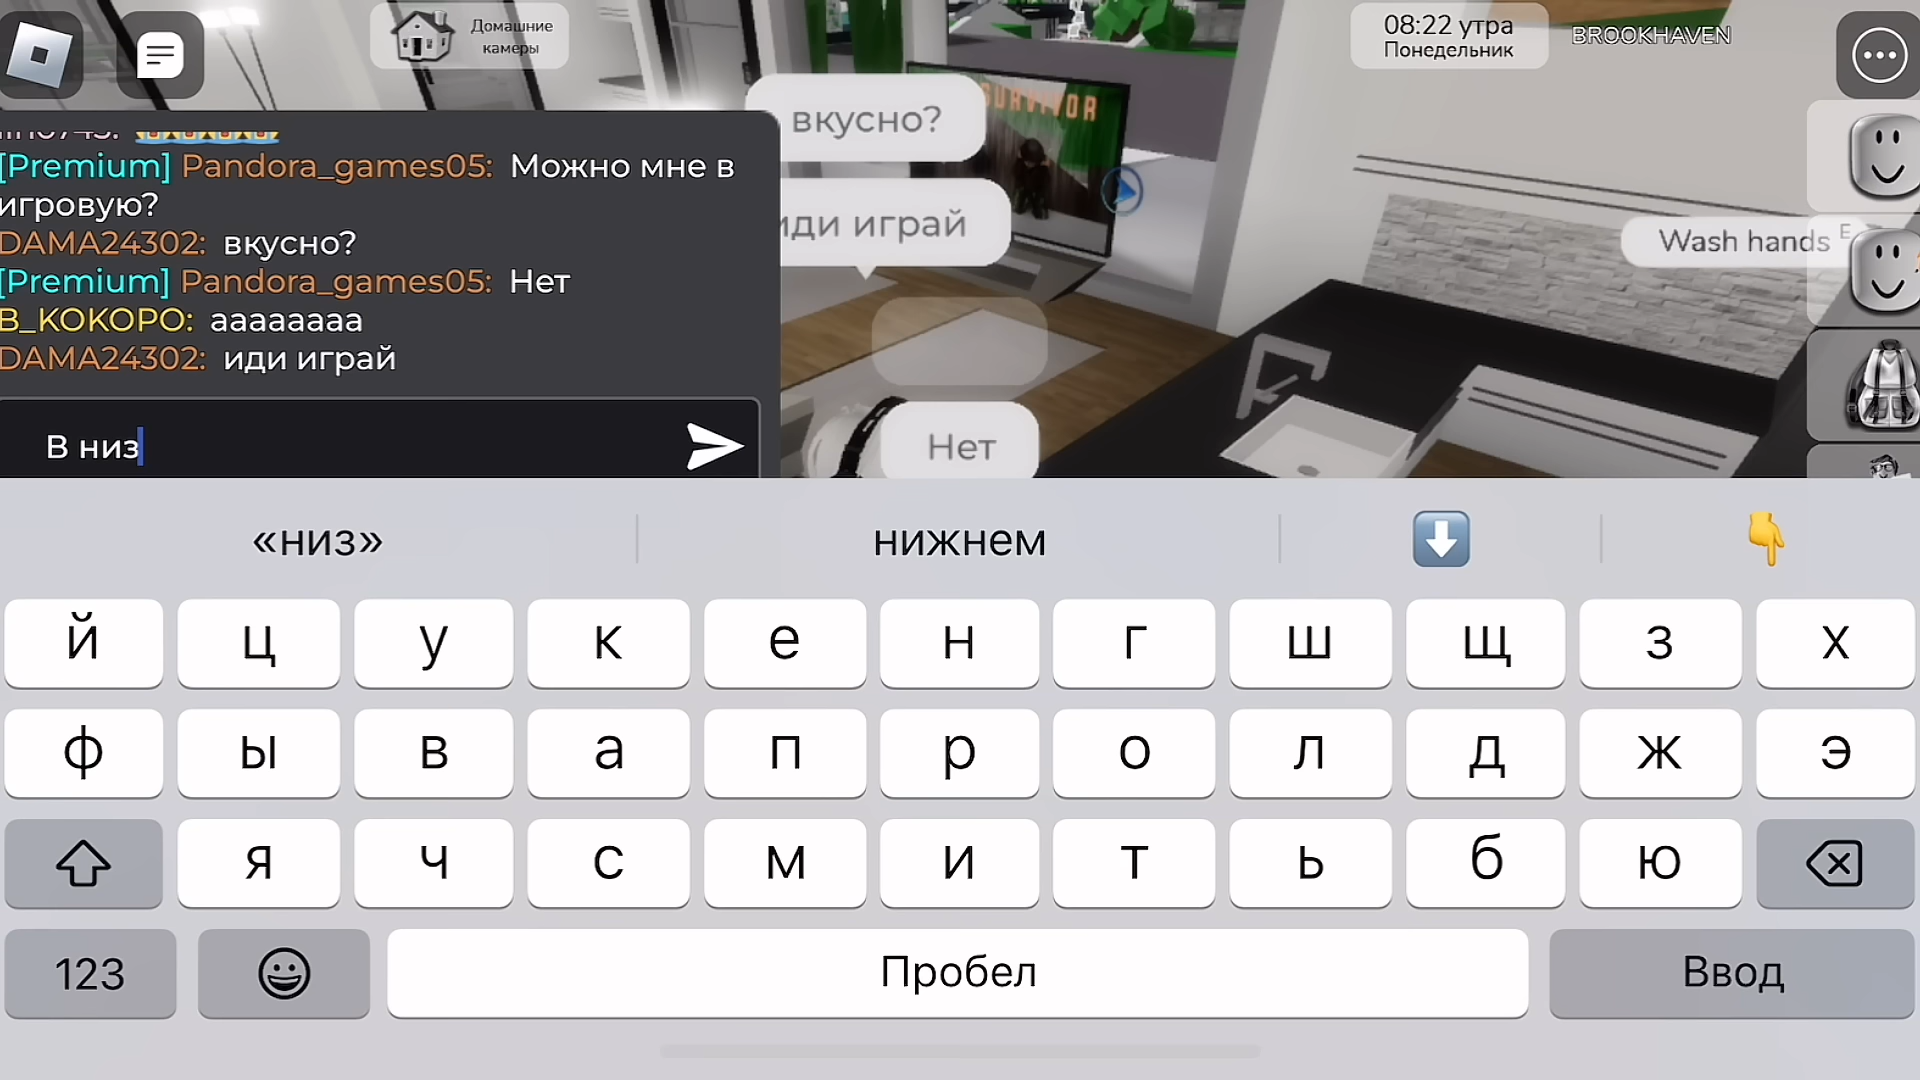 Домашние
камеры
08:22 утра
Понедельник
BROOKHAVEN
SURVIVOR
[Premium] Pandora_games05: Можно мне в
игровую?
DAMA24302: вкусно?
[Premium] Pandora_games05: Нет
B_KOKOPO: аааааааа
DAMA24302: иди играй
В низ
вкусно?
иди играй
Нет
Wash hands E
«низ»
нижнем
й ц у к е н г ш щ з х
ф ы в а п р о л д ж э
я ч с м и т ь б ю
123
Пробел
Ввод